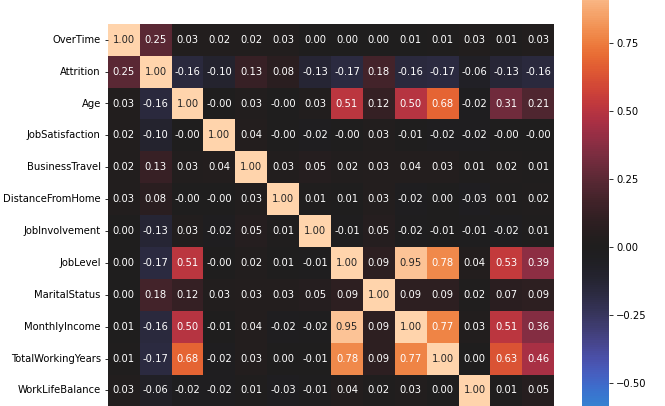 OverTime 1.00 0.25 0.03 0.02 0.02 0.03 0.00 0.00 0.00 0.01 0.01 0.03 0.01 0.03
Attrition 0.25 1.00 -0.16 -0.10 0.13 0.08 -0.13 -0.17 0.18 -0.16 -0.17 -0.06 -0.13 -0.16
Age 0.03 -0.16 1.00 -0.00 0.03 -0.00 0.03 0.51 0.12 0.50 0.68 -0.02 0.31 0.21
JobSatisfaction 0.02 -0.10 -0.00 1.00 0.04 -0.00 -0.02 -0.00 0.03 -0.01 -0.02 -0.02 -0.00 -0.00
BusinessTravel 0.02 0.13 0.03 0.04 1.00 0.03 0.05 0.02 0.03 0.04 0.03 0.01 0.02 0.01
DistanceFromHome 0.03 0.08 -0.00 -0.00 0.03 1.00 0.01 0.01 0.03 -0.02 0.00 -0.03 0.01 0.02
JobInvolvement 0.00 -0.13 0.03 -0.02 0.05 0.01 1.00 -0.01 0.05 -0.02 -0.01 -0.01 -0.02 0.01
JobLevel 0.00 -0.17 0.51 -0.00 0.02 0.01 -0.01 1.00 0.09 0.95 0.78 0.04 0.53 0.39
MaritalStatus 0.00 0.18 0.12 0.03 0.03 0.03 0.05 0.09 1.00 0.09 0.09 0.02 0.07 0.09
MonthlyIncome 0.01 -0.16 0.50 -0.01 0.04 -0.02 -0.02 0.95 0.09 1.00 0.77 0.03 0.51 0.36
TotalWorkingYears 0.01 -0.17 0.68 -0.02 0.03 0.00 -0.01 0.78 0.09 0.77 1.00 0.00 0.63 0.46
WorkLifeBalance 0.03 -0.06 -0.02 -0.02 0.01 -0.03 -0.01 0.04 0.02 0.03 0.00 1.00 0.01 0.05
0.75
0.50
0.25
0.00
-0.25
-0.50